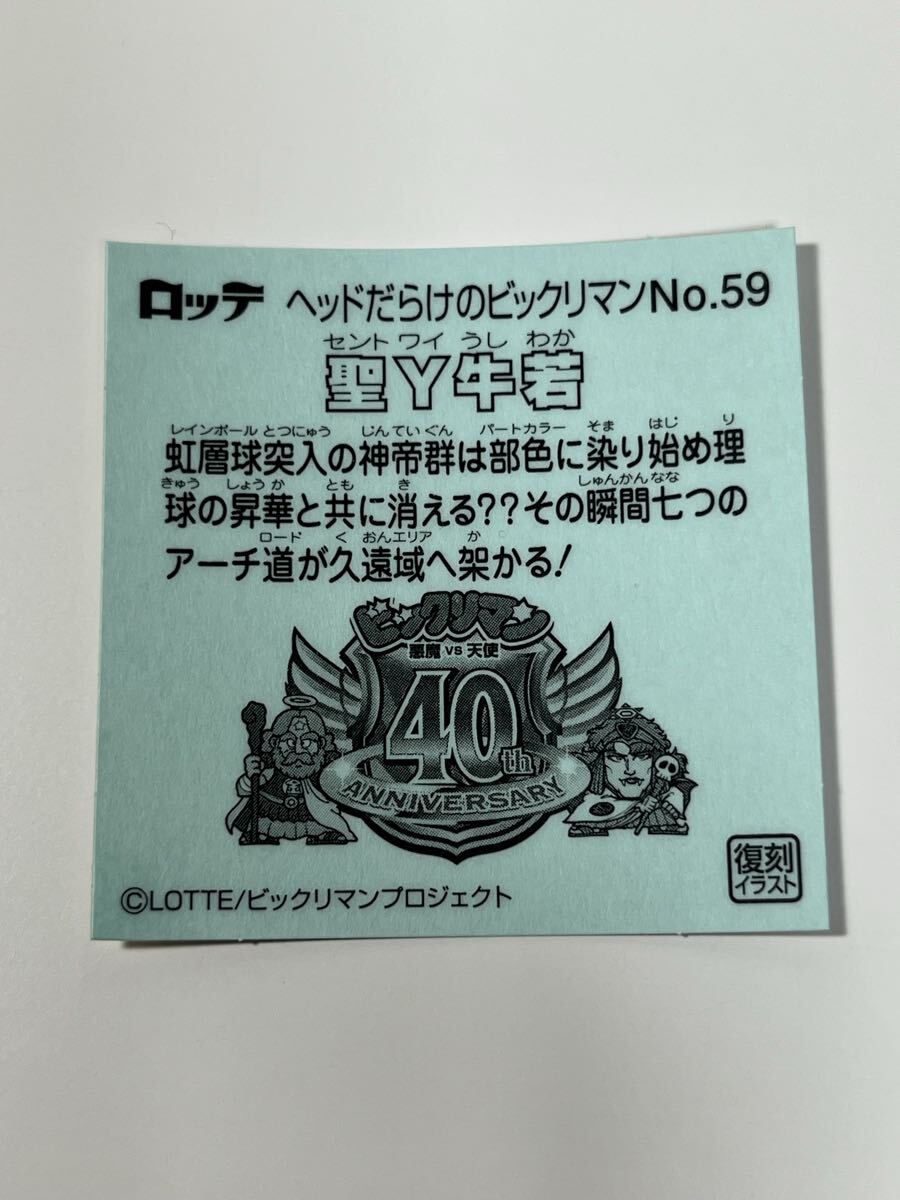 ロッテ ヘッドだらけのビックリマンNo.59
セント ワイ うし わか
聖Y牛若
レインボール とつにゅう じんてい ぐん パートカラー そま はじ り
虹層球突入の神帝群は部色に染り始め理
きゅう しょうか とも き しゅんかん なな
球の昇華と共に消える??その瞬間七つの
ロード く おん エリア か
アーチ道が久遠域へ架かる!
ビックリマン
悪魔 VS 天使
40th
ANNIVERSARY
復刻
イラスト
©LOTTE/ビックリマンプロジェクト